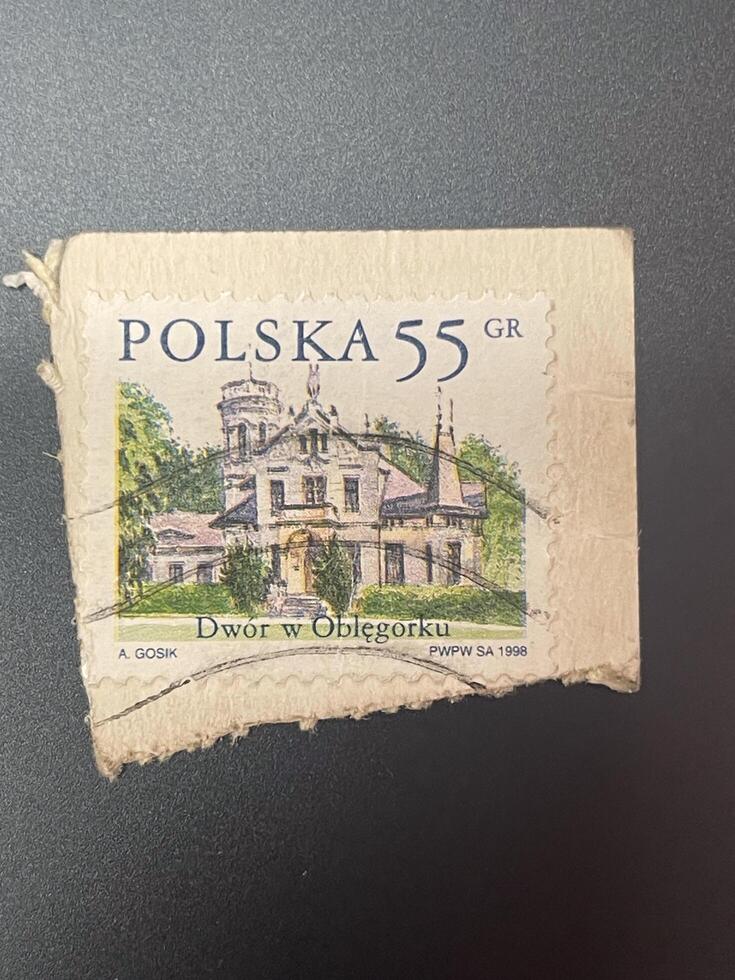 POLSKA 55 GR
Dwór w Oblęgorku
A. GOSIK PWPW SA 1998